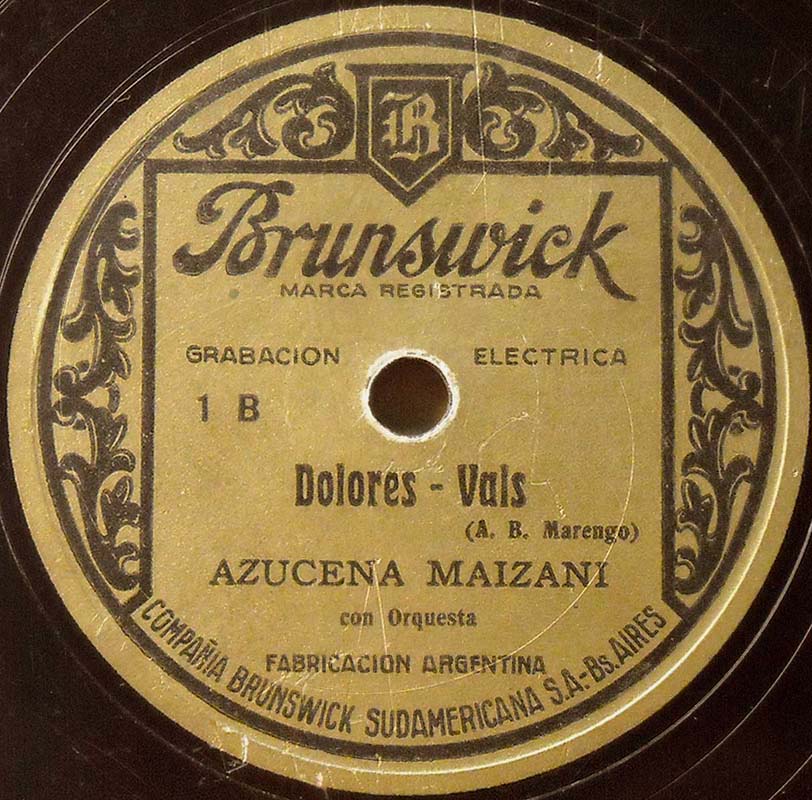 B
Brunswick
MARCA REGISTRADA
GRABACION ELECTRICA
1 B
Dolores - Vals
(A. B. Marengo)
AZUCENA MAIZANI
con Orquesta
FABRICACION ARGENTINA
COMPAÑIA BRUNSWICK SUDAMERICANA S.A.-Bs.AIRES